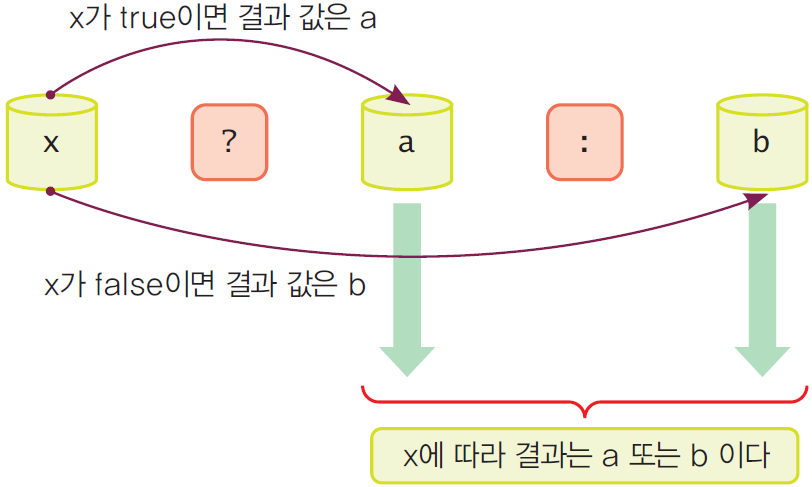 x가 true이면 결과 값은 a
x ? a : b
x가 false이면 결과 값은 b
x에 따라 결과는 a 또는 b 이다